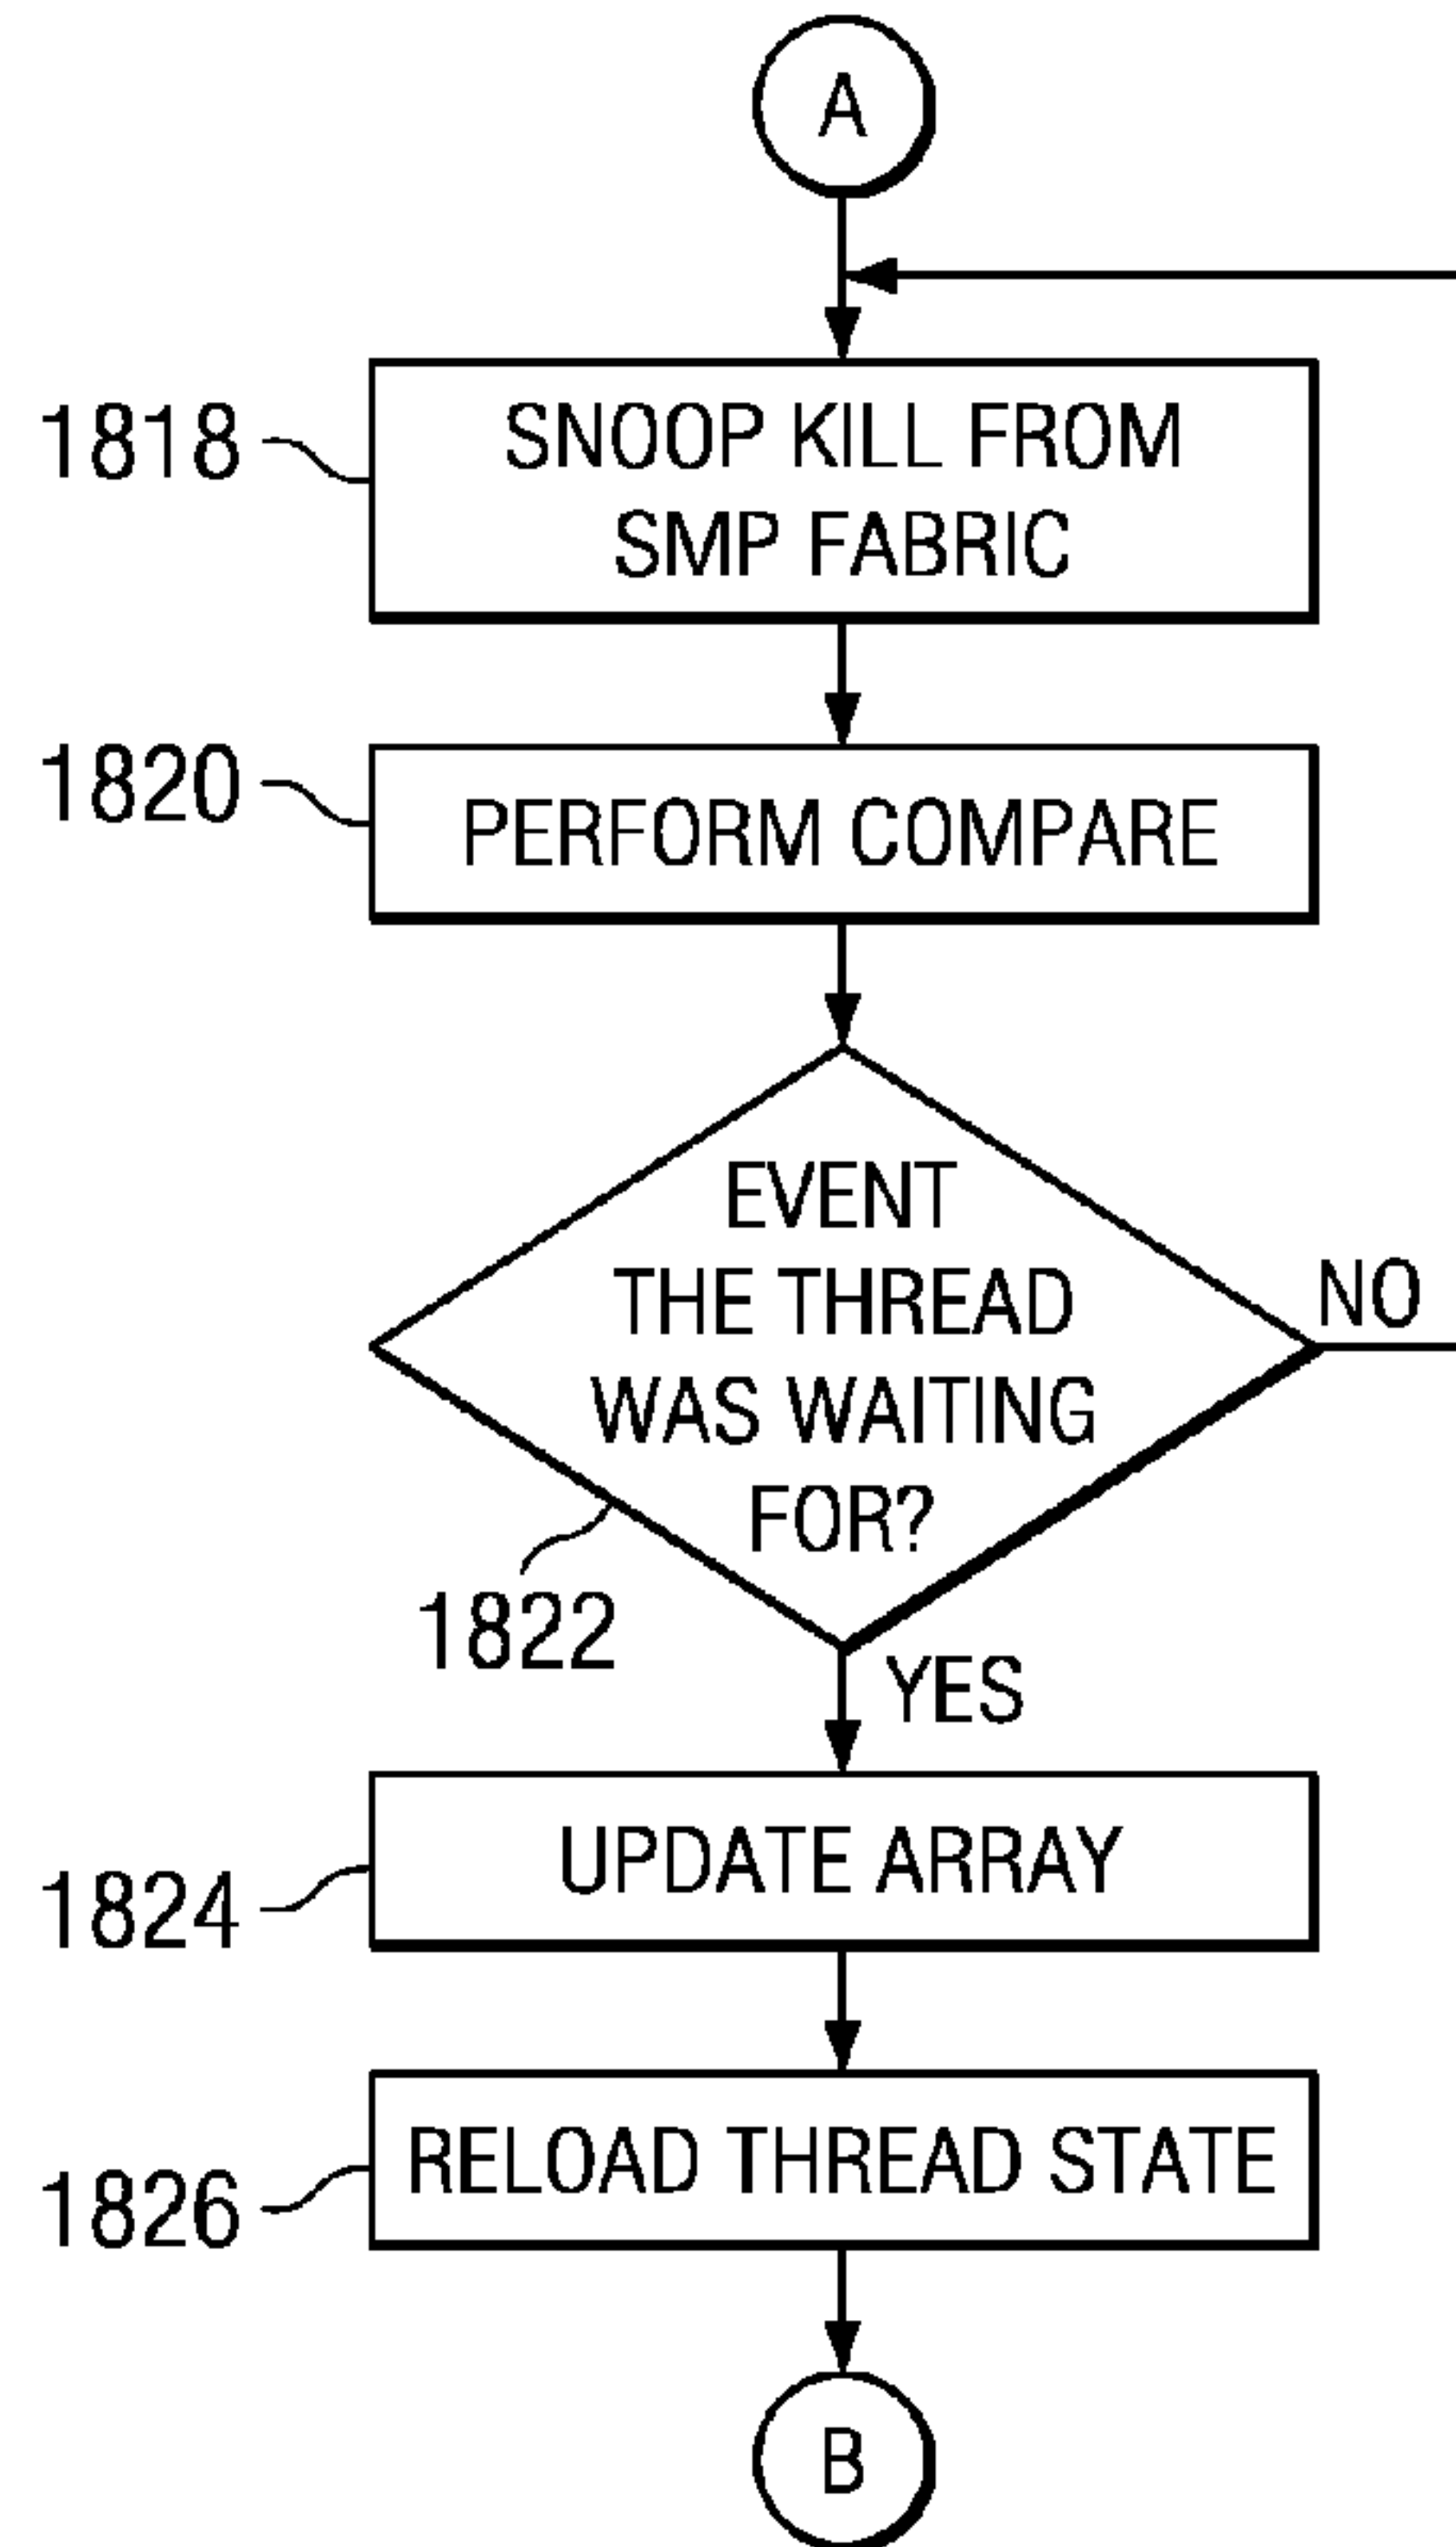 A
1818
SNOOP KILL FROM
SMP FABRIC
1820
PERFORM COMPARE
EVENT
THE THREAD
WAS WAITING
FOR?
NO
1822
YES
1824
UPDATE ARRAY
1826
RELOAD THREAD STATE
B